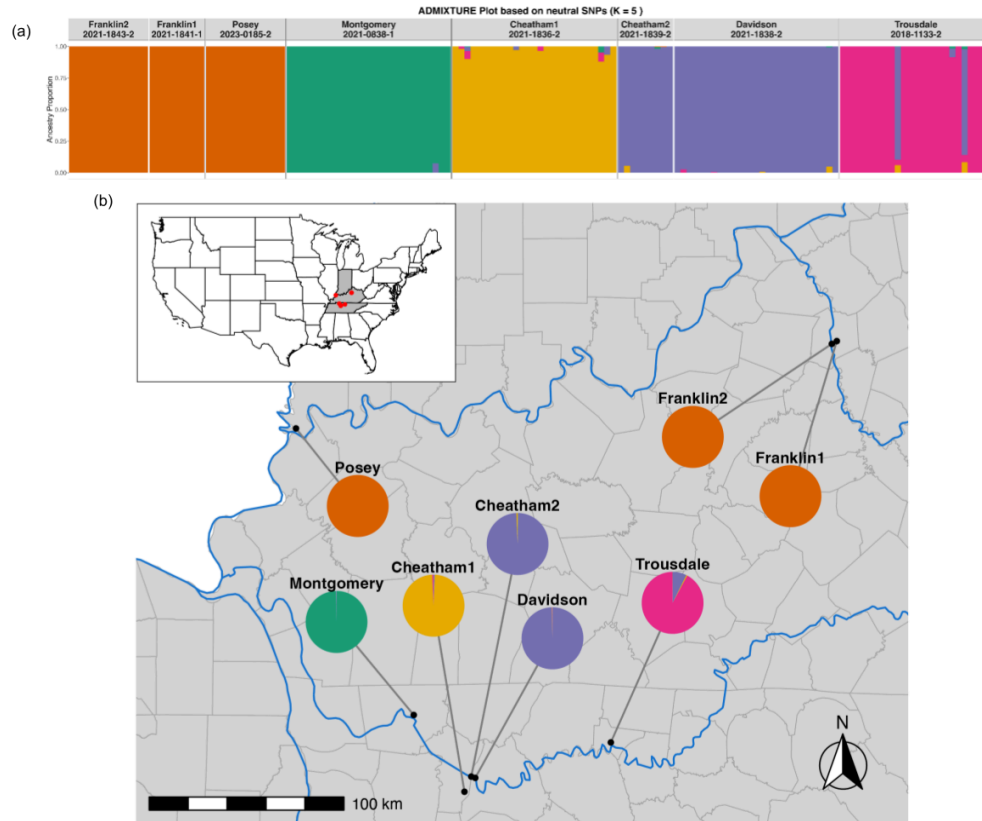 ADMIXTURE Plot based on neutral SNPs (K = 5 )
(a)
Franklin2 Franklin1 Posey Montgomery Cheatham1 Cheatham2 Davidson Trousdale
2021-1843-2 2021-1841-1 2023-0185-2 2021-0838-1 2021-1836-2 2021-1839-2 2021-1838-2 2018-1133-2
Ancestry Proportion
1.00
0.75
0.50
0.25
0.00
(b)
Franklin2
Franklin1
Posey
Cheatham2
Cheatham1
Trousdale
Montgomery
Davidson
N
100 km